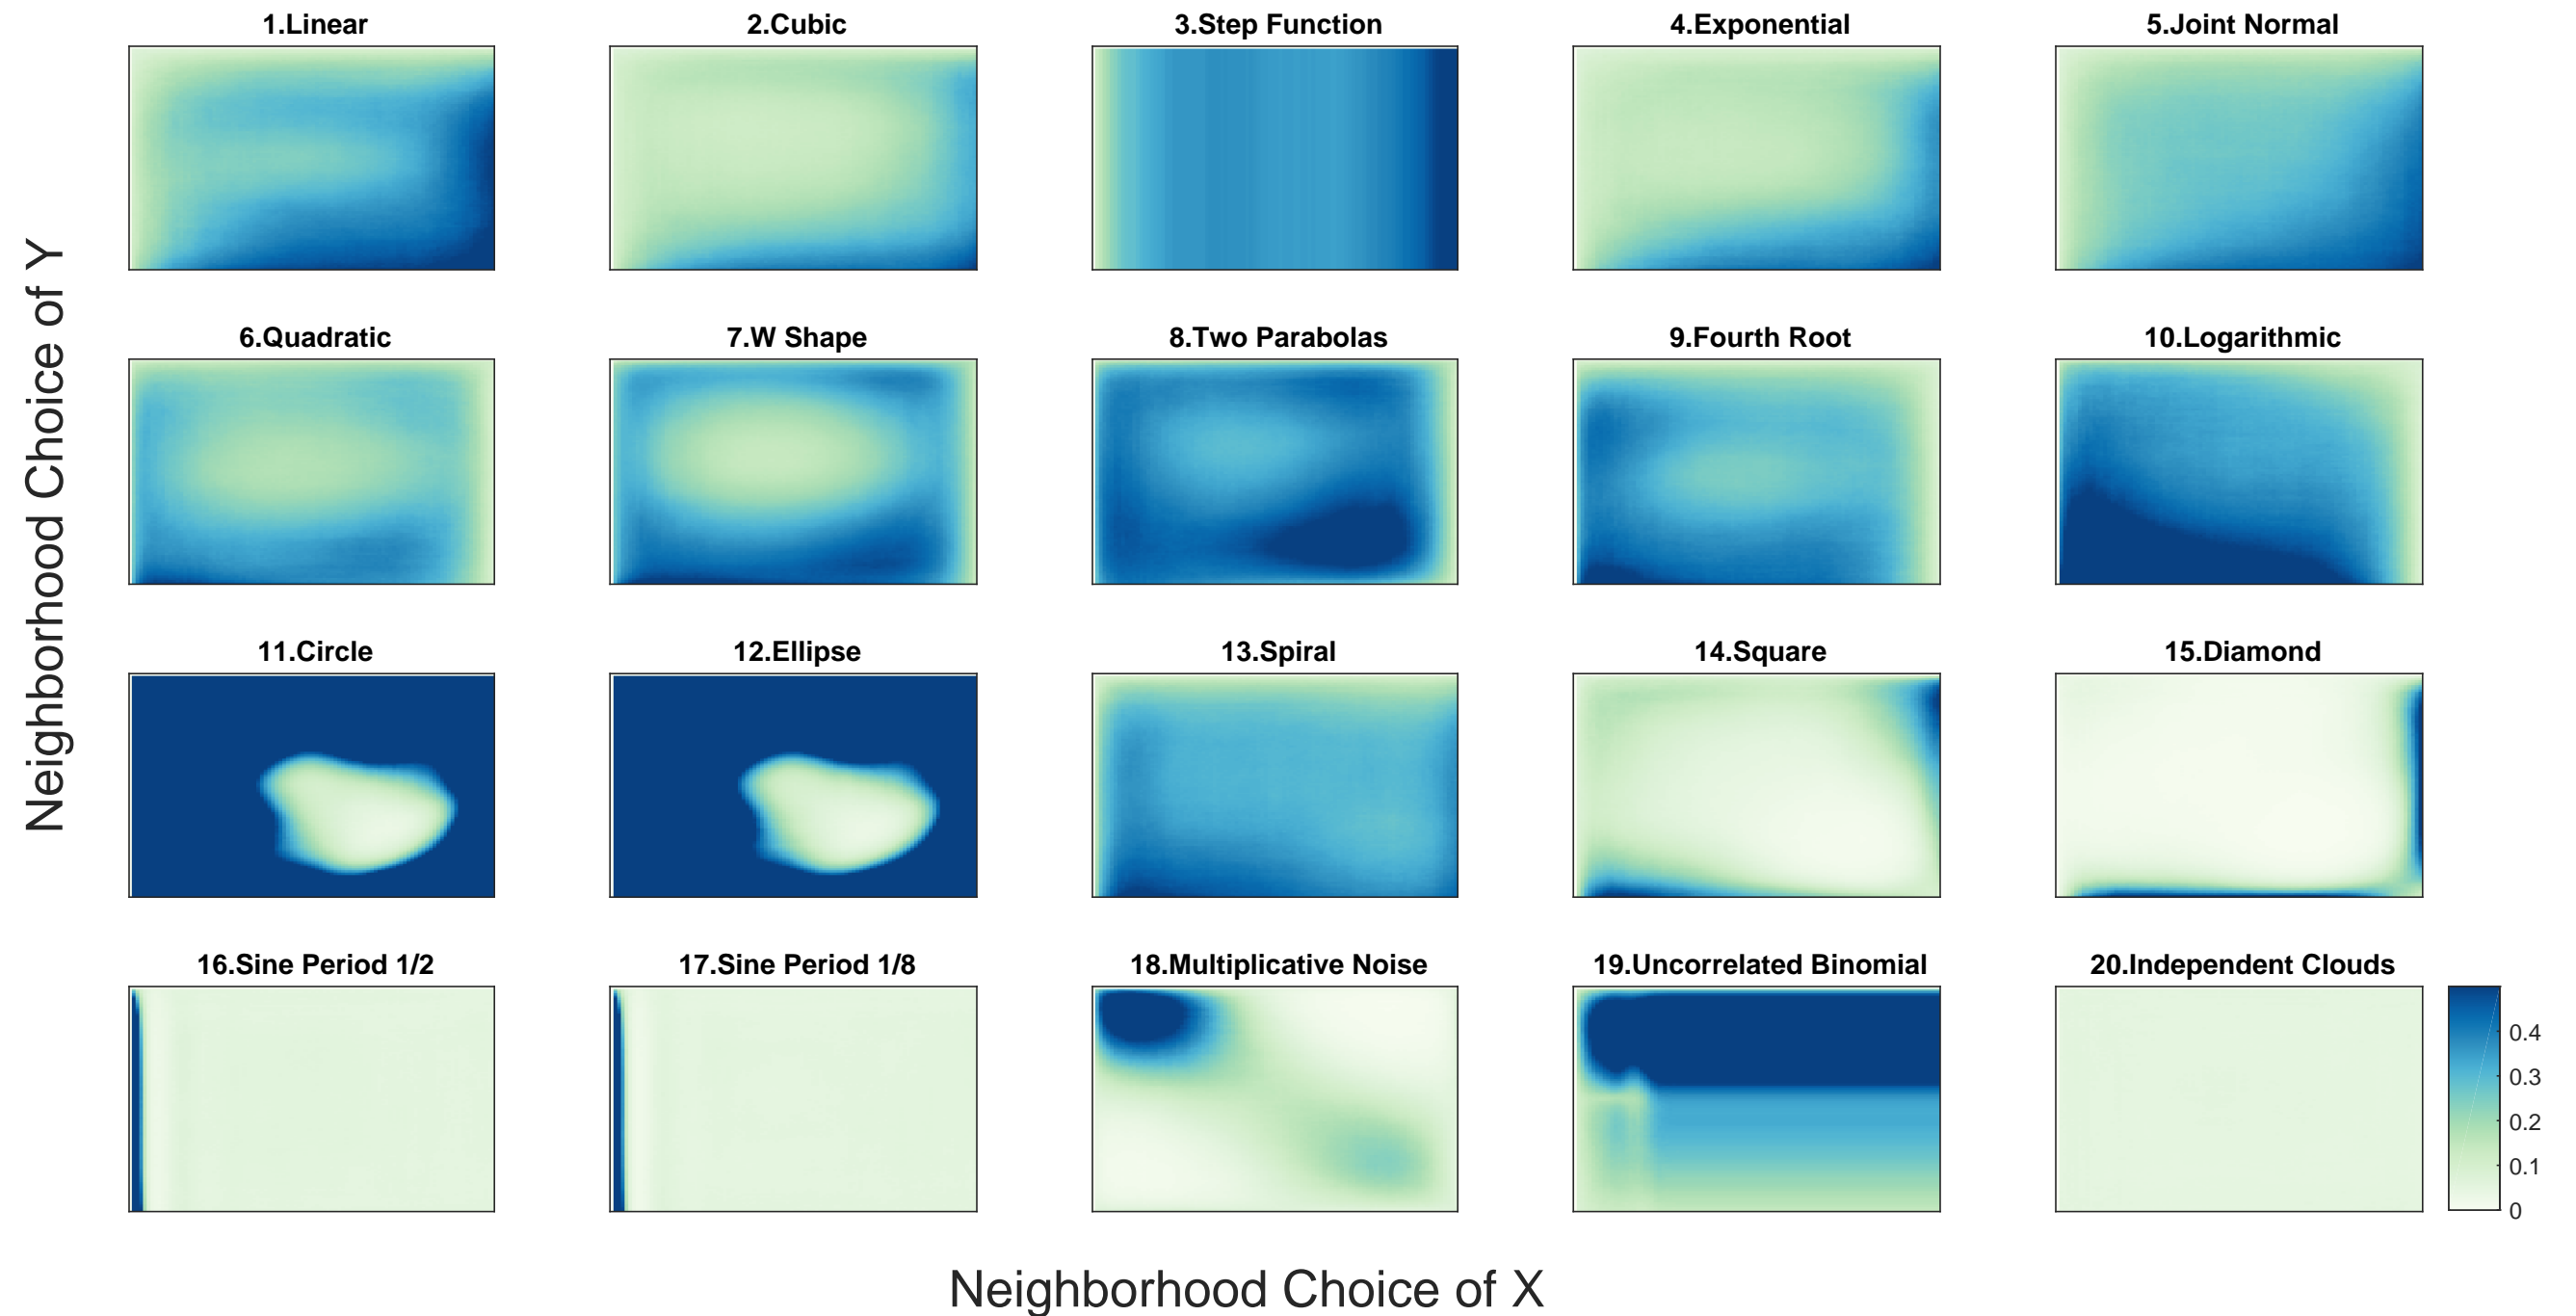 1.Linear
2.Cubic
3.Step Function
4.Exponential
5.Joint Normal
Neighborhood Choice of Y
6.Quadratic
7.W Shape
8.Two Parabolas
9.Fourth Root
10.Logarithmic
11.Circle
12.Ellipse
13.Spiral
14.Square
15.Diamond
16.Sine Period 1/2
17.Sine Period 1/8
18.Multiplicative Noise
19.Uncorrelated Binomial
20.Independent Clouds
0.4
0.3
0.2
0.1
0
Neighborhood Choice of X